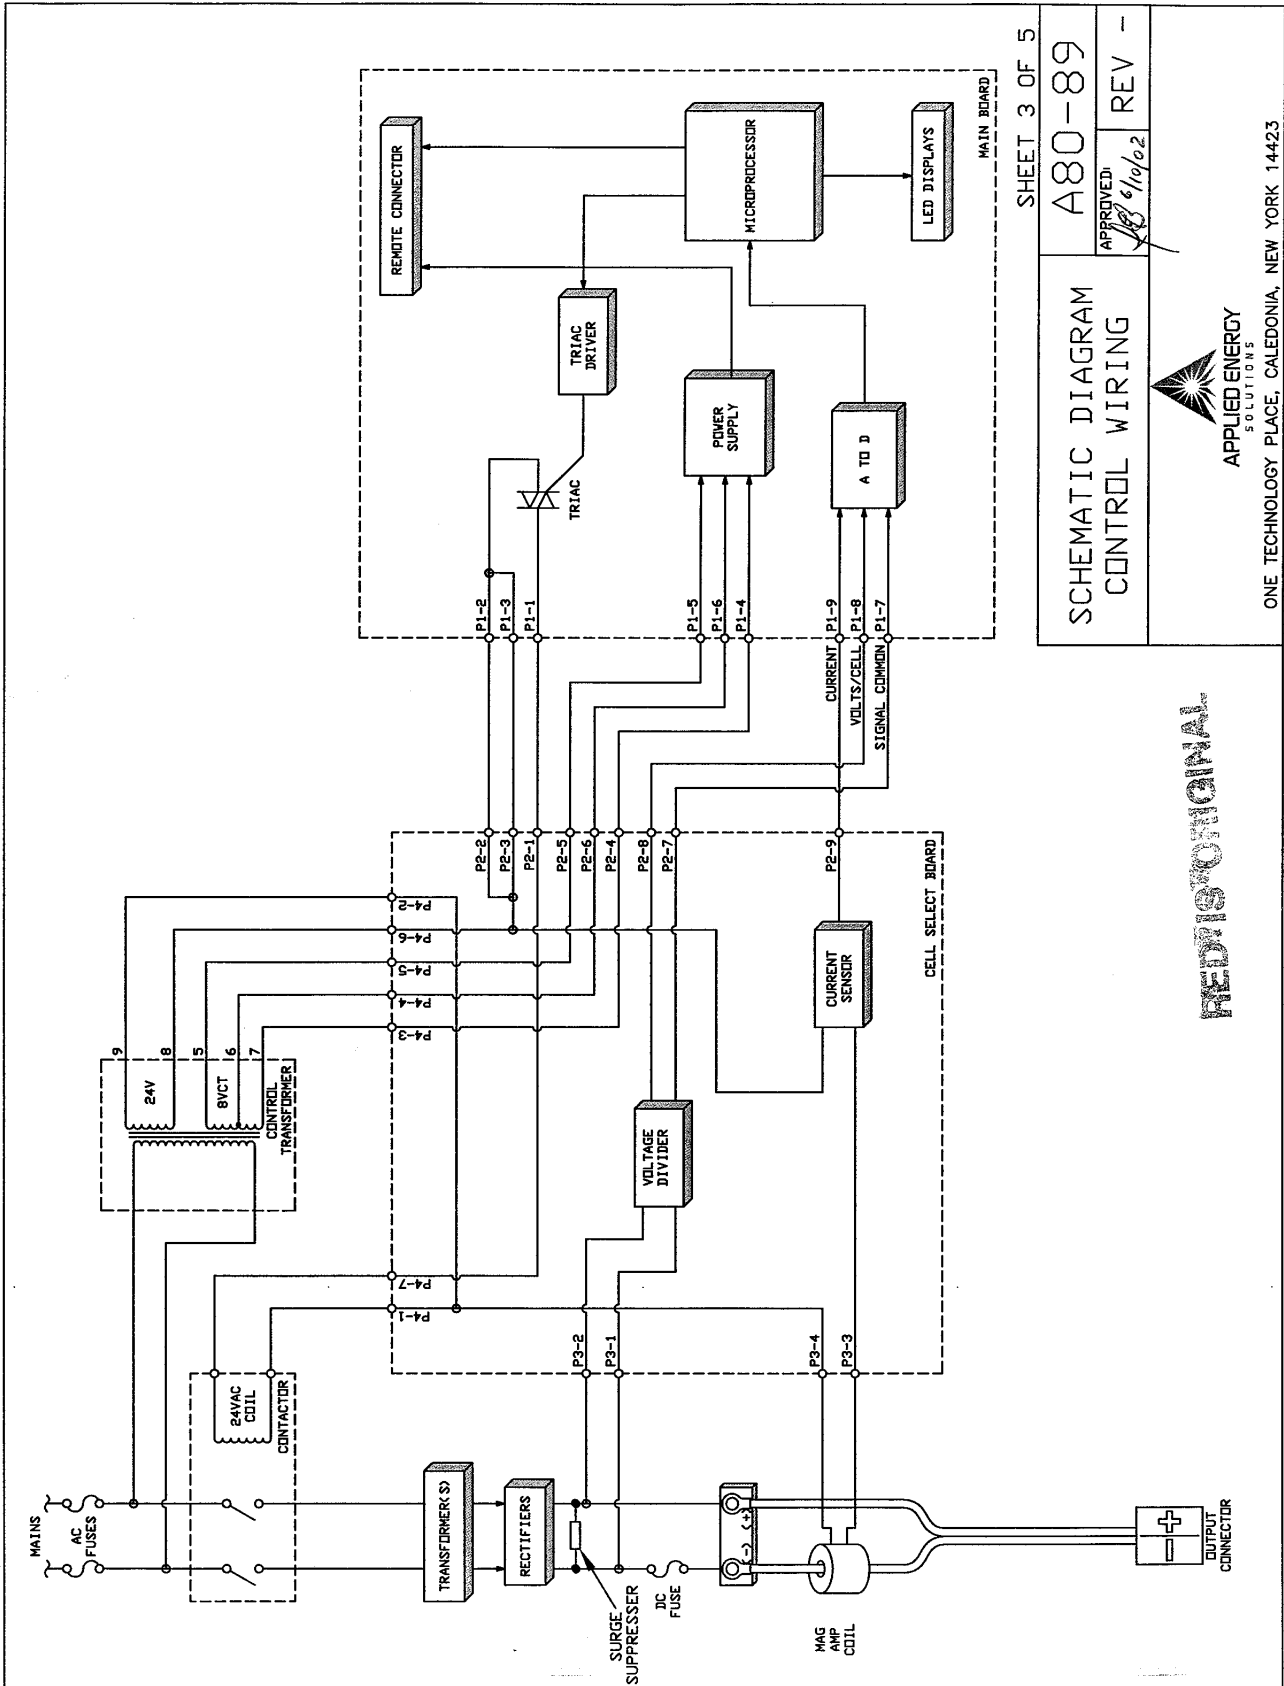 MAINS
AC
FUSES
24VAC
COIL
CONTACTOR
TRANSFORMER(S)
RECTIFIERS
SURGE
SUPPRESSER
DC
FUSE
(-) (+)
MAG
AMP
COIL
OUTPUT
CONNECTOR
- +
9
8
5
6
7
24V
8VCT
CONTROL
TRANSFORMER
P4-2
P4-6
P4-5
P4-4
P4-3
P4-7
P4-1
P3-2
P3-1
P3-4
P3-3
VOLTAGE
DIVIDER
CURRENT
SENSOR
CELL SELECT BOARD
P2-2
P2-3
P2-1
P2-5
P2-6
P2-4
P2-8
P2-7
P2-9
P1-2
P1-3
P1-1
P1-5
P1-6
P1-4
CURRENT P1-9
VOLTS/CELL P1-8
SIGNAL COMMON P1-7
TRIAC
TRIAC
DRIVER
POWER
SUPPLY
A TO D
REMOTE CONNECTOR
MICROPROCESSOR
LED DISPLAYS
MAIN BOARD
SHEET 3 OF 5
SCHEMATIC DIAGRAM
CONTROL WIRING
A80-89
APPROVED:
6/10/02
REV -
APPLIED ENERGY
SOLUTIONS
ONE TECHNOLOGY PLACE, CALEDONIA, NEW YORK 14423
ORIGINAL